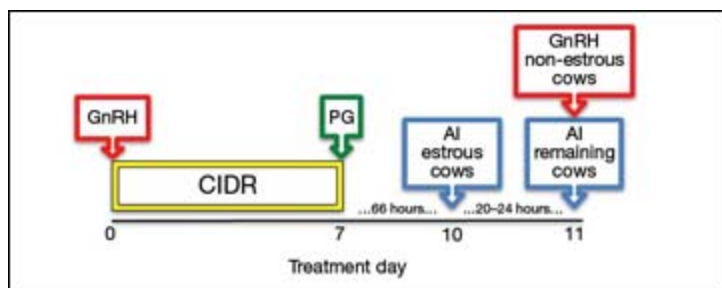 GnRH
non-estrous
cows
GnRH
PG
AI
estrous
cows
AI
remaining
cows
CIDR
...66 hours...
...20–24 hours...
0
7
10
11
Treatment day